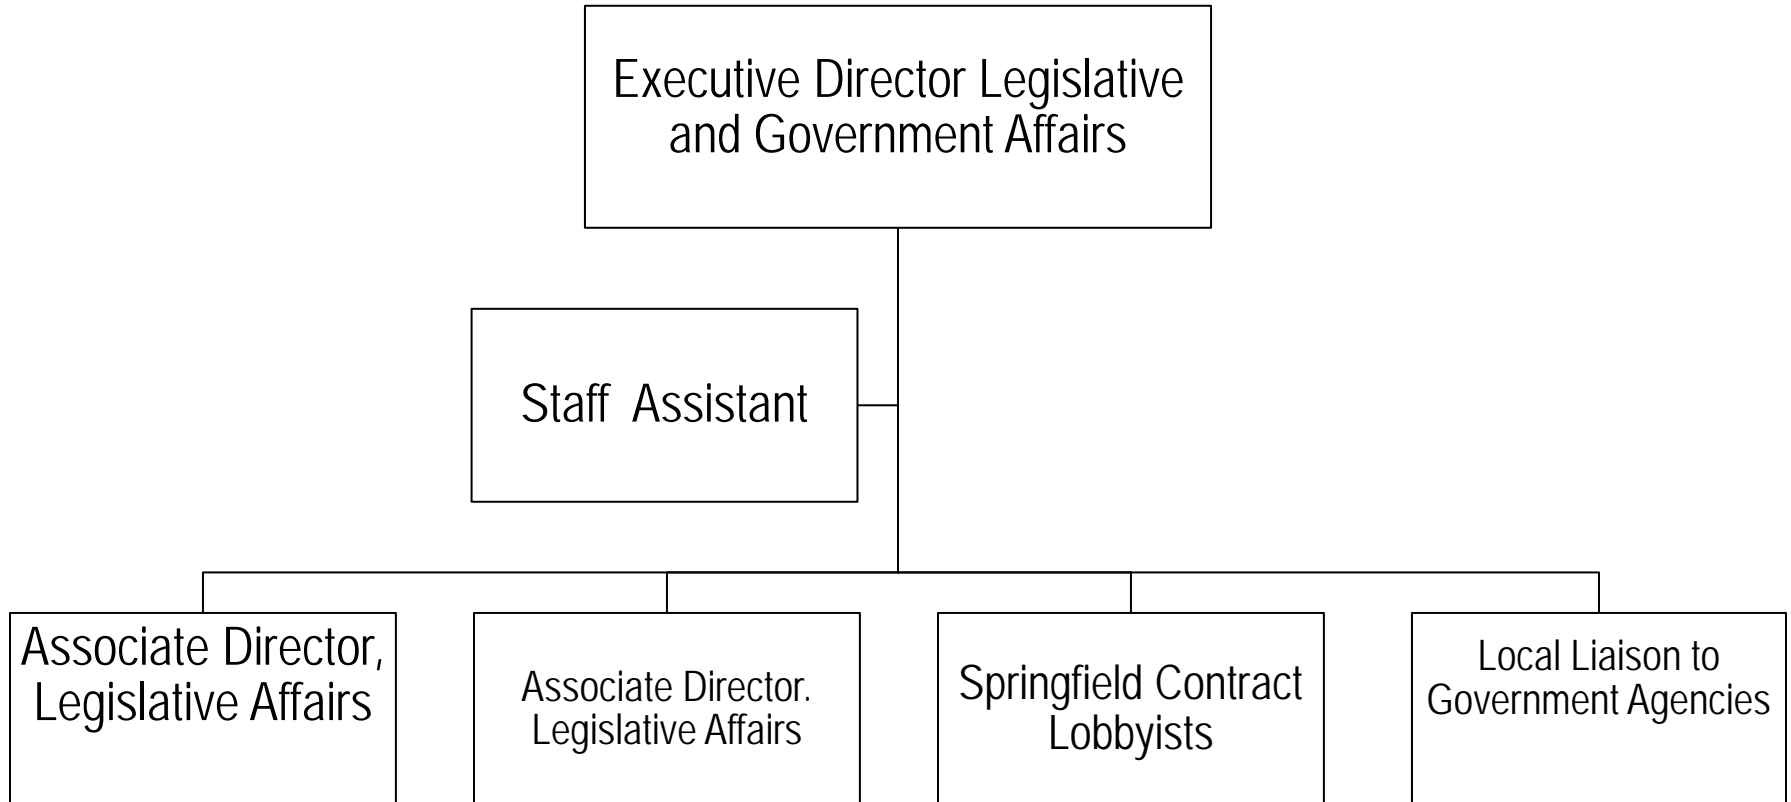 Executive Director Legislative
and Government Affairs
Staff Assistant
Associate Director,
Legislative Affairs
Associate Director.
Legislative Affairs
Springfield Contract
Lobbyists
Local Liaison to
Government Agencies